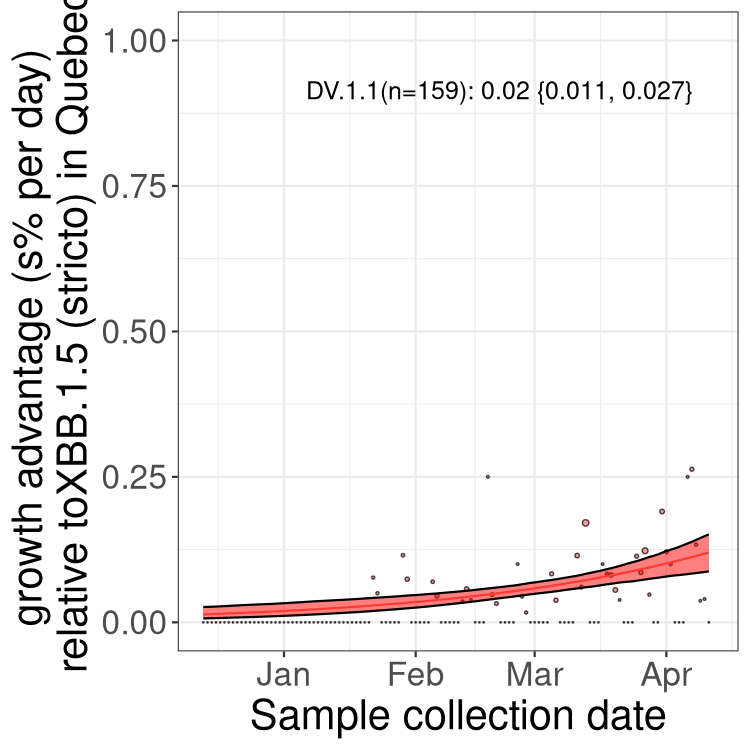 growth advantage (s% per day)
relative toXBB.1.5 (stricto) in Quebec
1.00
0.75
0.50
0.25
0.00
DV.1.1(n=159): 0.02 {0.011, 0.027}
Jan Feb Mar Apr
Sample collection date